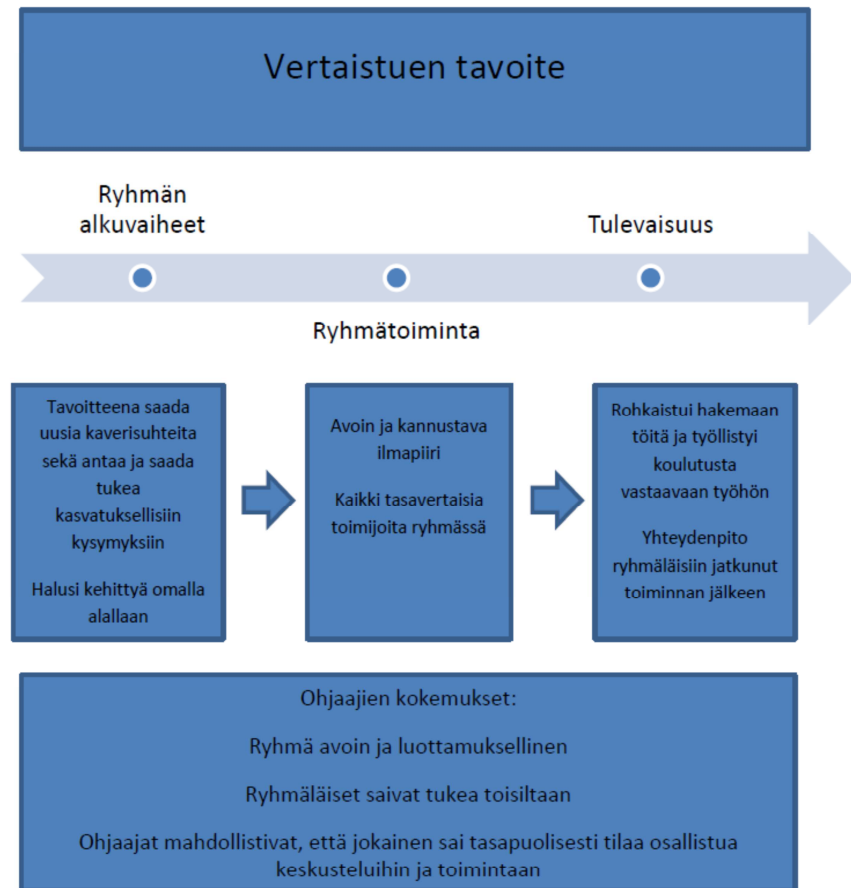 Vertaistuen tavoite
Ryhmän
alkuvaiheet
Tulevaisuus
Ryhmätoiminta
Tavoitteena saada
uusia kaverisuhteita
sekä antaa ja saada
tukea
kasvatuksellisiin
kysymyksiin
Halusi kehittyä omalla
alallaan
Avoin ja kannustava
ilmapiiri
Kaikki tasavertaisia
toimijoita ryhmässä
Rohkaistui hakemaan
töitä ja työllistyi
koulutusta
vastaavaan työhön
Yhteydenpito
ryhmäläisiin jatkunut
toiminnan jälkeen
Ohjaajien kokemukset:
Ryhmä avoin ja luottamuksellinen
Ryhmäläiset saivat tukea toisiltaan
Ohjaajat mahdollistivat, että jokainen sai tasapuolisesti tilaa osallistua
keskusteluihin ja toimintaan